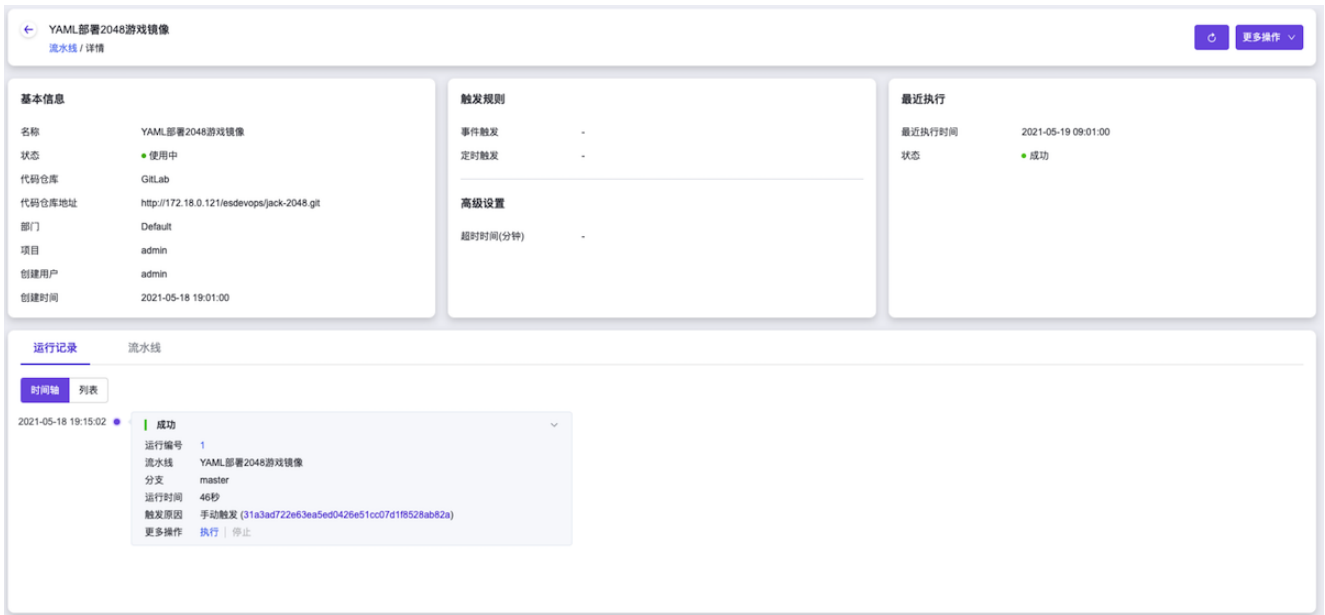 YAML部署2048游戏镜像
流水线 / 详情
更多操作
基本信息
名称 YAML部署2048游戏镜像
状态 使用中
代码仓库 GitLab
代码仓库地址 http://172.18.0.121/esdevops/jack-2048.git
部门 Default
项目 admin
创建用户 admin
创建时间 2021-05-18 19:01:00
触发规则
事件触发 -
定时触发 -
高级设置
超时时间(分钟) -
最近执行
最近执行时间 2021-05-19 09:01:00
状态 成功
运行记录 流水线
时间轴 列表
2021-05-18 19:15:02
成功
运行编号 1
流水线 YAML部署2048游戏镜像
分支 master
运行时间 46秒
触发原因 手动触发 (31a3ad722e63ea5ed0426e51cc07d1f8528ab82a)
更多操作 执行 | 停止